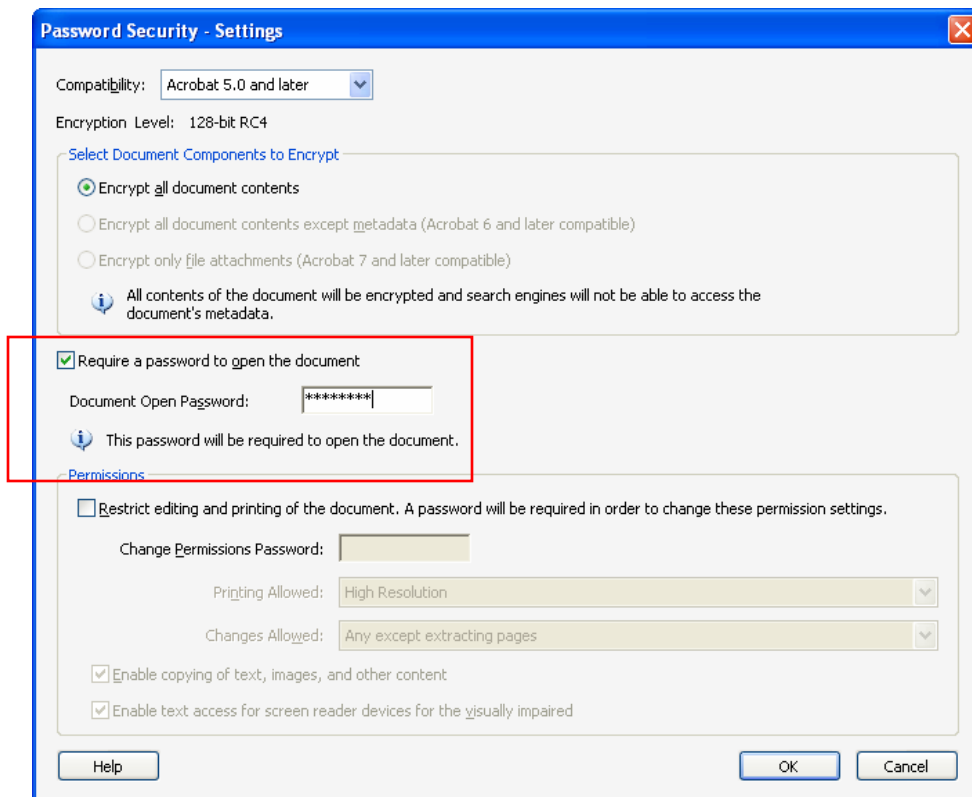 Password Security - Settings
Compatibility: Acrobat 5.0 and later
Encryption Level: 128-bit RC4
Select Document Components to Encrypt
Encrypt all document contents
Encrypt all document contents except metadata (Acrobat 6 and later compatible)
Encrypt only file attachments (Acrobat 7 and later compatible)
All contents of the document will be encrypted and search engines will not be able to access the
document's metadata.
Require a password to open the document
Document Open Password: ********
This password will be required to open the document.
Permissions
Restrict editing and printing of the document. A password will be required in order to change these permission settings.
Change Permissions Password:
Printing Allowed: High Resolution
Changes Allowed: Any except extracting pages
Enable copying of text, images, and other content
Enable text access for screen reader devices for the visually impaired
Help OK Cancel